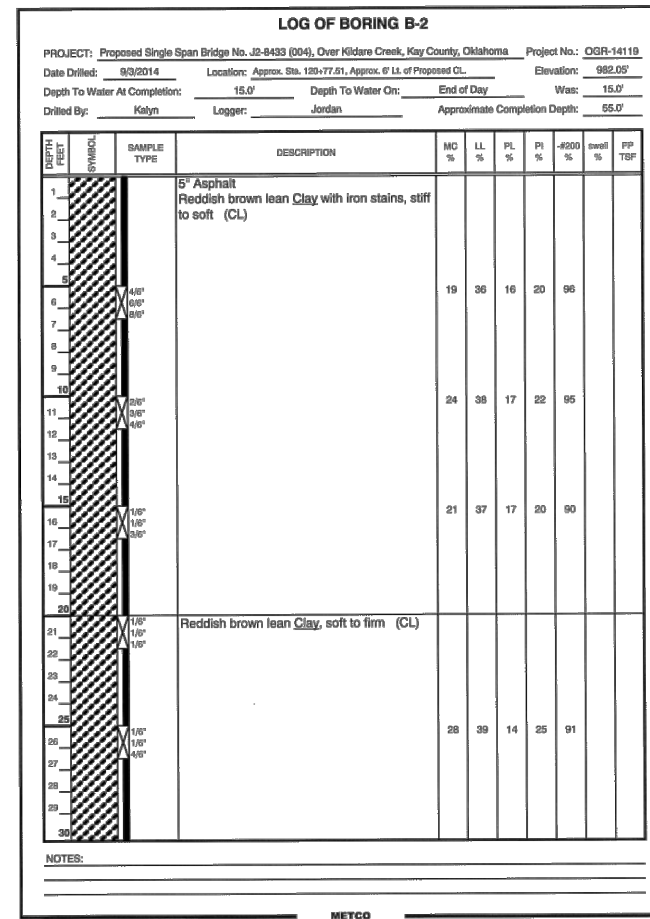 LOG OF BORING B-2
PROJECT: Proposed Single Span Bridge No. J2-8433 (004), Over Kildare Creek, Kay County, Oklahoma Project No.: OGR-14119
Date Drilled: 9/3/2014 Location: Approx. Sta. 120+77.51, Approx. 6' Lt. of Proposed CL. Elevation: 982.05'
Depth To Water At Completion: 15.0' Depth To Water On: End of Day Was: 15.0'
Drilled By: Kalyn Logger: Jordan Approximate Completion Depth: 55.0'
DEPTH FEET SYMBOL SAMPLE TYPE DESCRIPTION MC % LL % PL % PI % -#200 % swell % PP TSF
5" Asphalt
1 Reddish brown lean Clay with iron stains, stiff
2 to soft (CL)
3
4
5
4/6" 19 36 16 20 96
6 6/6"
8/6"
7
8
9
10
2/6" 24 38 17 22 95
11 3/6"
4/6"
12
13
14
15
1/6" 21 37 17 20 90
16 1/6"
3/6"
17
18
19
20
1/6" Reddish brown lean Clay, soft to firm (CL)
21 1/6"
1/6"
22
23
24
25
1/6" 28 39 14 25 91
26 1/6"
4/6"
27
28
29
30
NOTES:
METCO